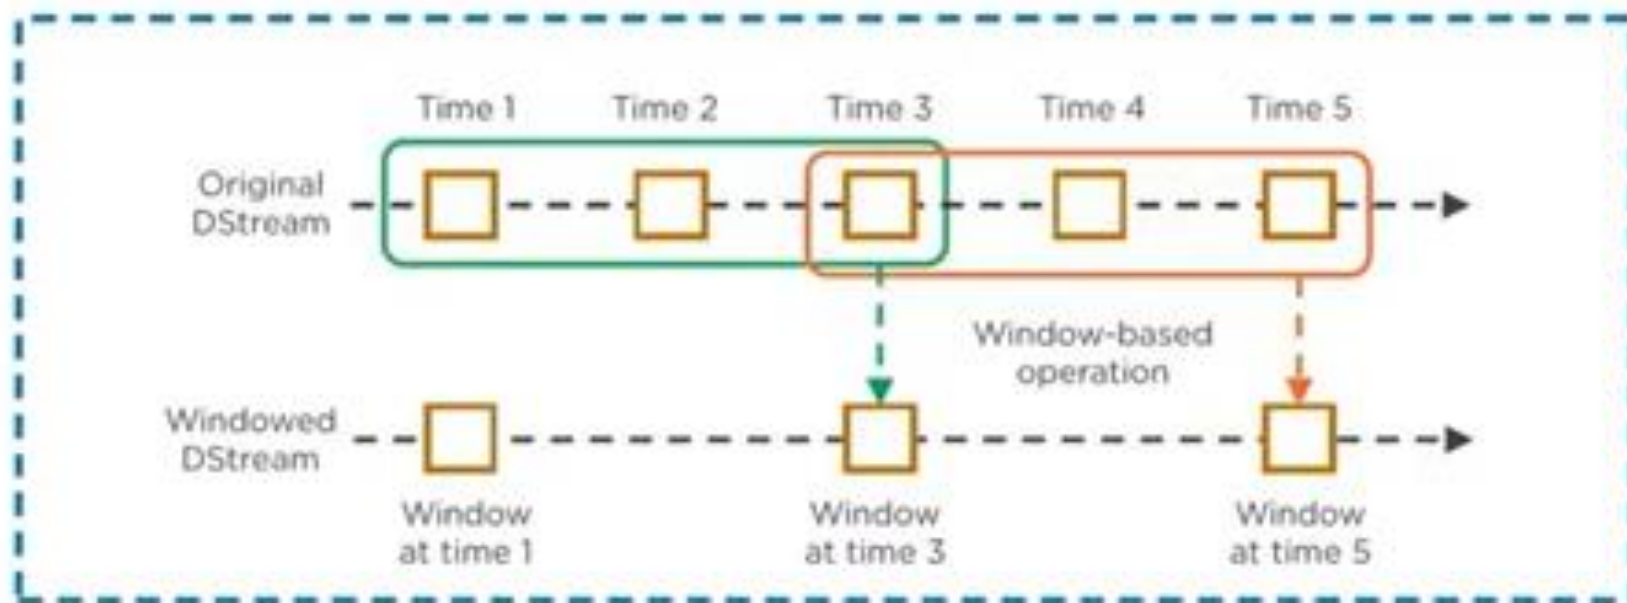 Time 1
Time 2
Time 3
Time 4
Time 5
Original
DStream
Window-based
operation
Windowed
DStream
Window
at time 1
Window
at time 3
Window
at time 5